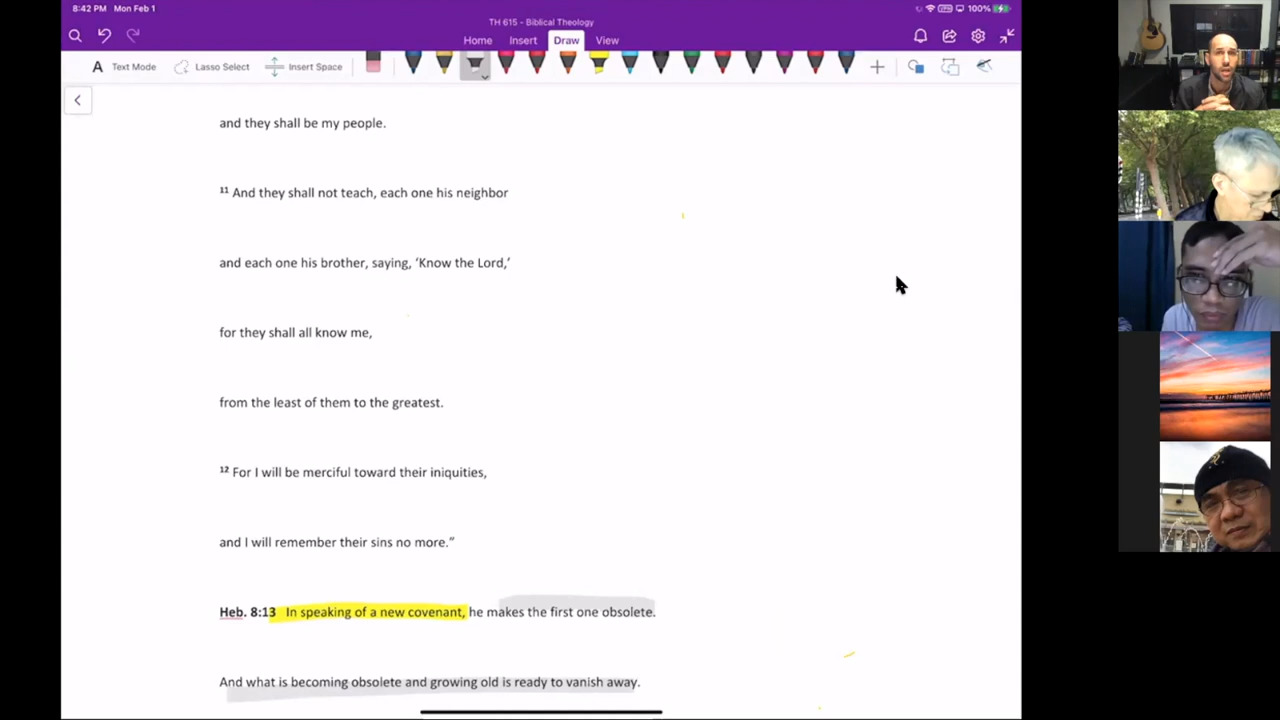 8:42 PM Mon Feb 1
100%
TH 615 - Biblical Theology
Home Insert Draw View
Text Mode Lasso Select Insert Space
and they shall be my people.
11 And they shall not teach, each one his neighbor
and each one his brother, saying, ‘Know the Lord,’
for they shall all know me,
from the least of them to the greatest.
12 For I will be merciful toward their iniquities,
and I will remember their sins no more.”
Heb. 8:13 In speaking of a new covenant, he makes the first one obsolete.
And what is becoming obsolete and growing old is ready to vanish away.